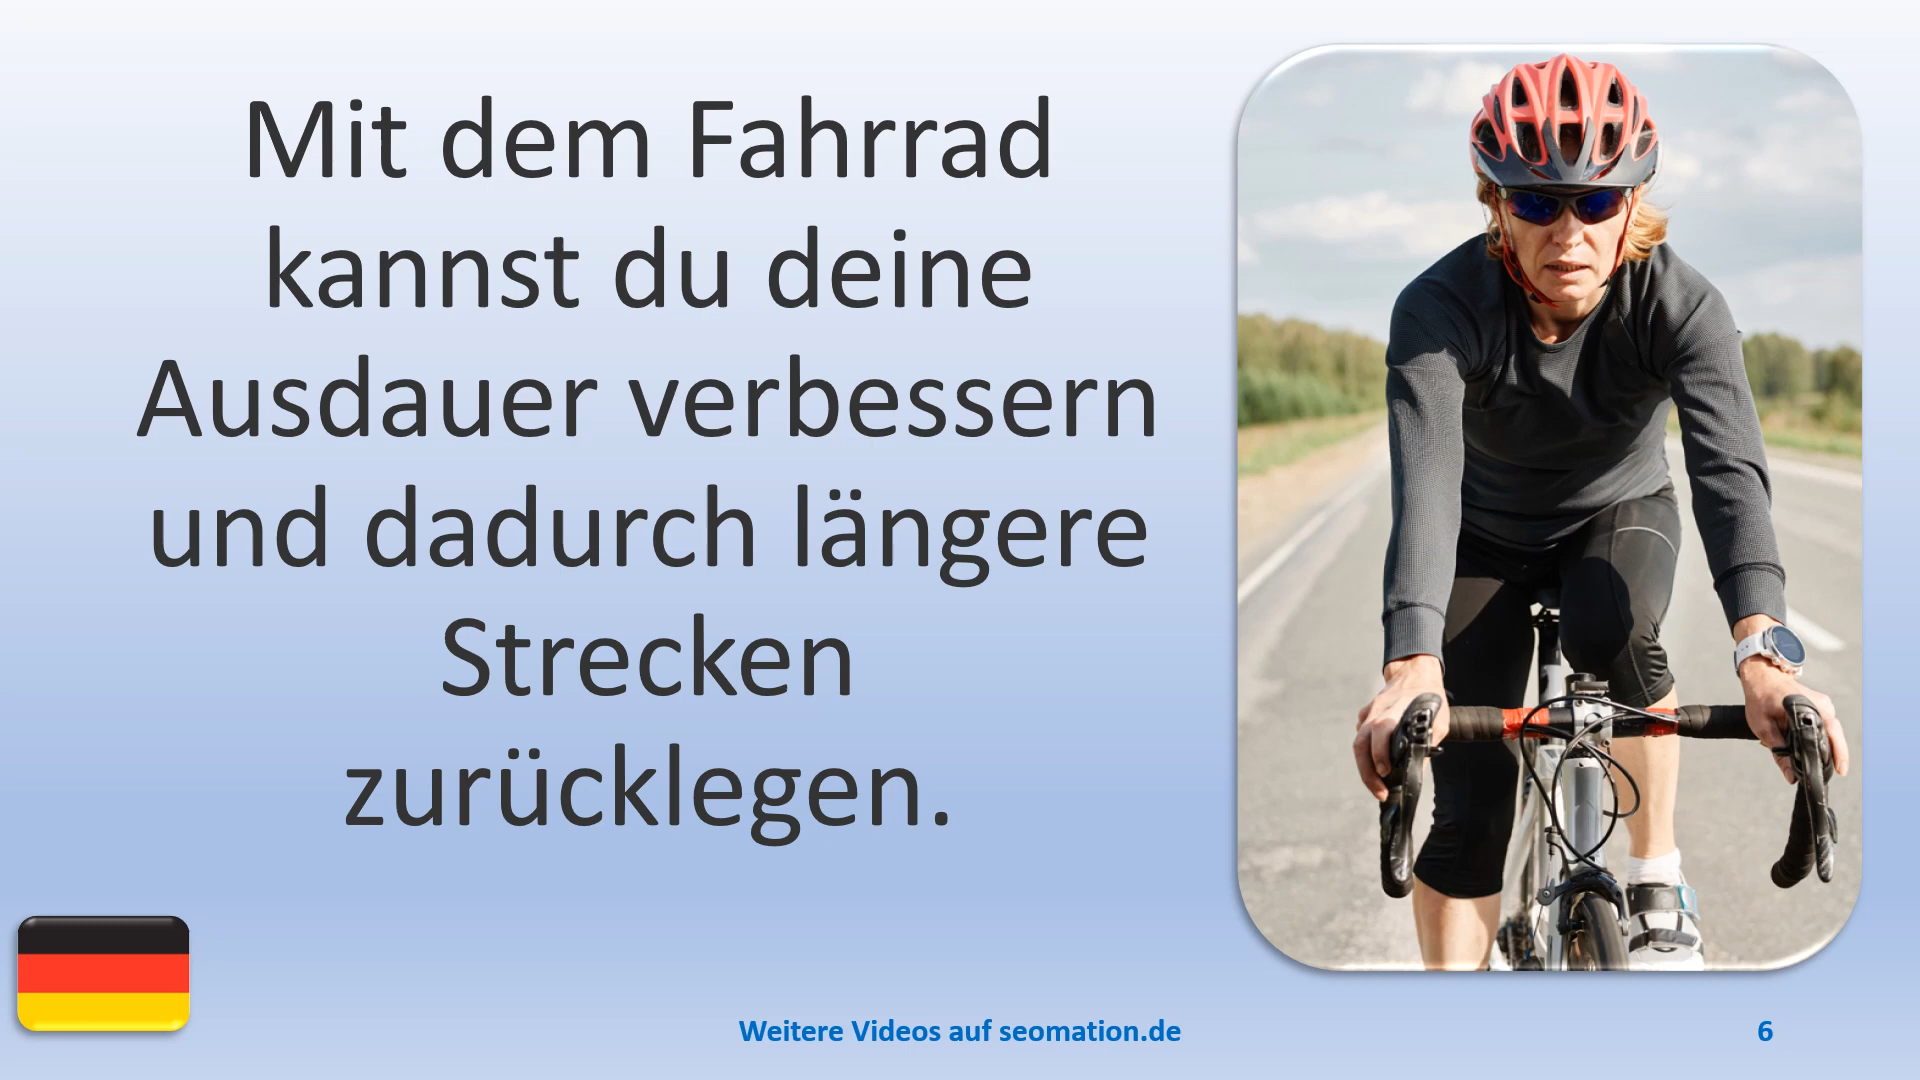 Mit dem Fahrrad
kannst du deine
Ausdauer verbessern
und dadurch längere
Strecken
zurücklegen.
Weitere Videos auf seomation.de
6